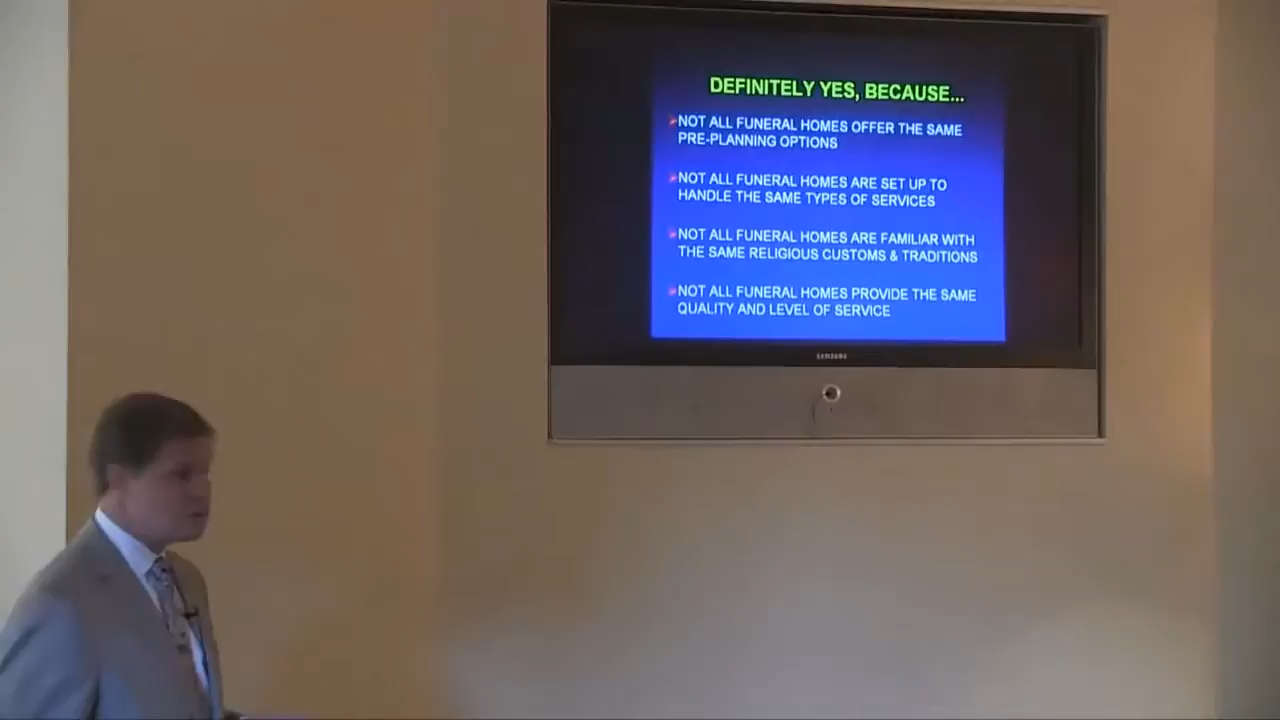 DEFINITELY YES, BECAUSE...
NOT ALL FUNERAL HOMES OFFER THE SAME
PRE-PLANNING OPTIONS
NOT ALL FUNERAL HOMES ARE SET UP TO
HANDLE THE SAME TYPES OF SERVICES
NOT ALL FUNERAL HOMES ARE FAMILIAR WITH
THE SAME RELIGIOUS CUSTOMS & TRADITIONS
NOT ALL FUNERAL HOMES PROVIDE THE SAME
QUALITY AND LEVEL OF SERVICE
SAMSUNG